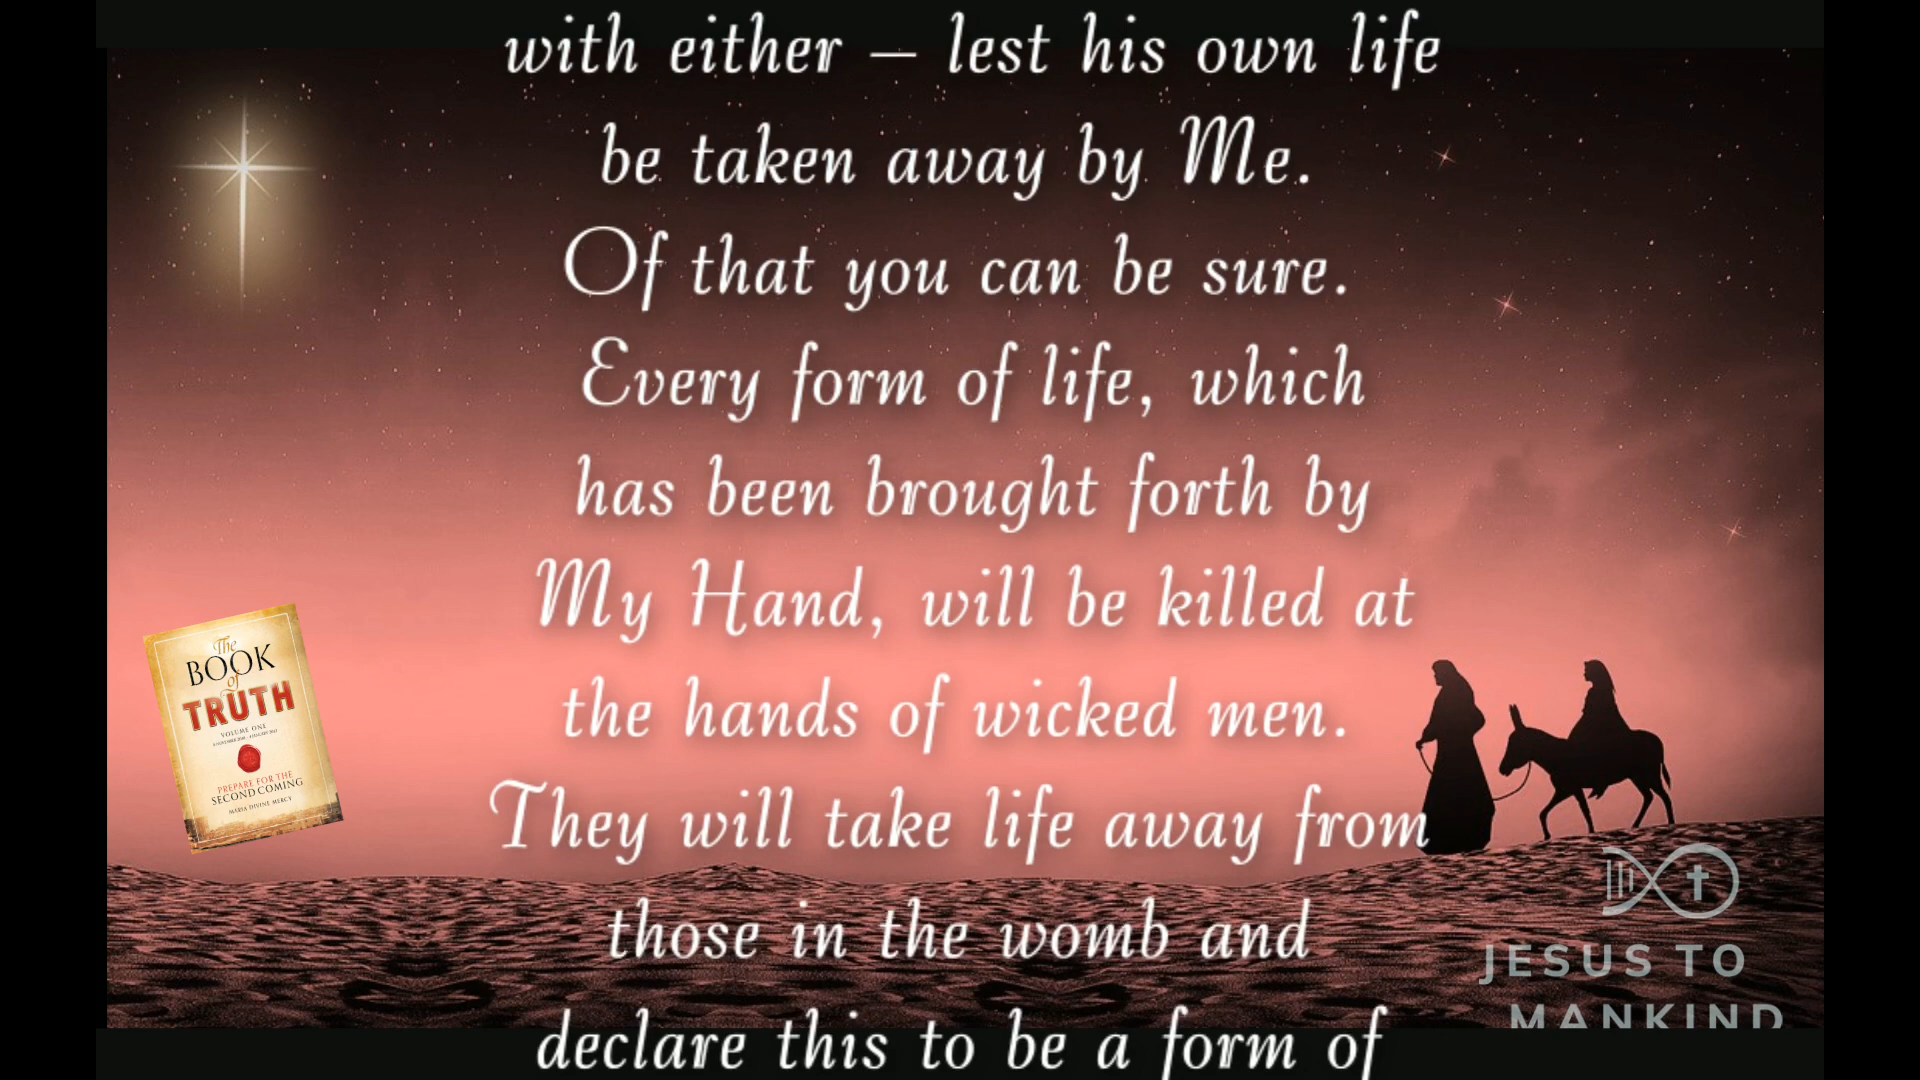 with either – lest his own life
be taken away by Me.
Of that you can be sure.
Every form of life, which
has been brought forth by
My Hand, will be killed at
the hands of wicked men.
They will take life away from
those in the womb and
declare this to be a form of
The
BOOK
of
TRUTH
VOLUME ONE
PREPARE FOR THE
SECOND COMING
MARIA DIVINE MERCY
JESUS TO
MANKIND